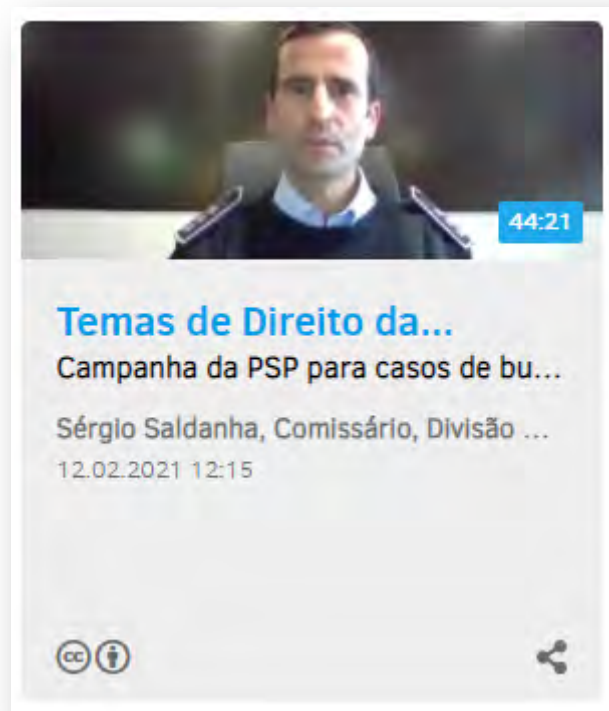 44:21
Temas de Direito da...
Campanha da PSP para casos de bu...
Sérgio Saldanha, Comissário, Divisão ...
12.02.2021 12:15
cc